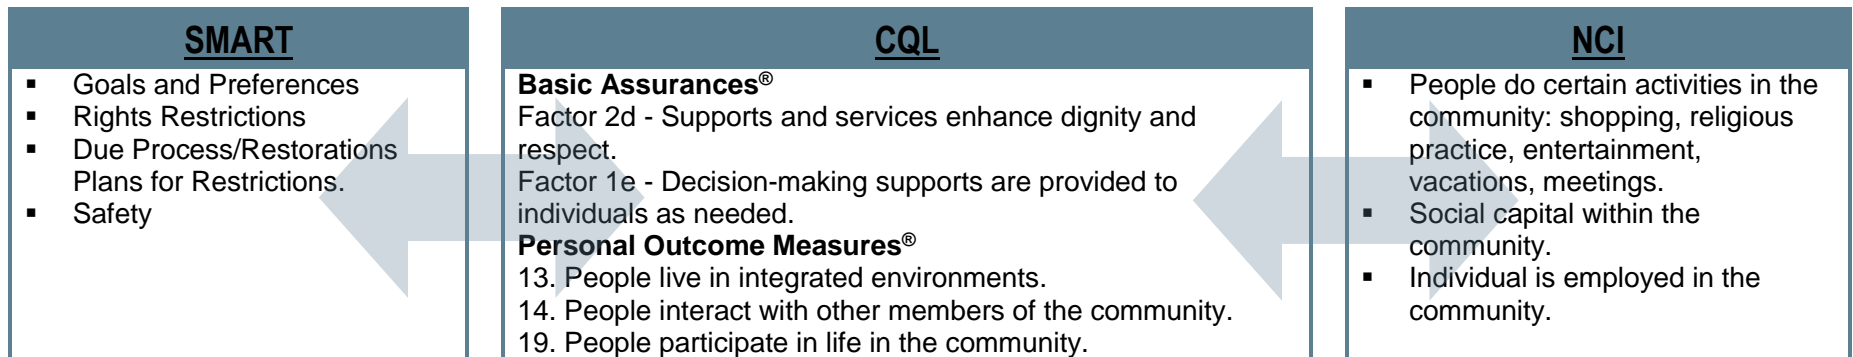 SMART
▪ Goals and Preferences
▪ Rights Restrictions
▪ Due Process/Restorations
Plans for Restrictions.
▪ Safety
CQL
Basic Assurances®
Factor 2d - Supports and services enhance dignity and
respect.
Factor 1e - Decision-making supports are provided to
individuals as needed.
Personal Outcome Measures®
13. People live in integrated environments.
14. People interact with other members of the community.
19. People participate in life in the community.
NCI
▪ People do certain activities in the
community: shopping, religious
practice, entertainment,
vacations, meetings.
▪ Social capital within the
community.
▪ Individual is employed in the
community.